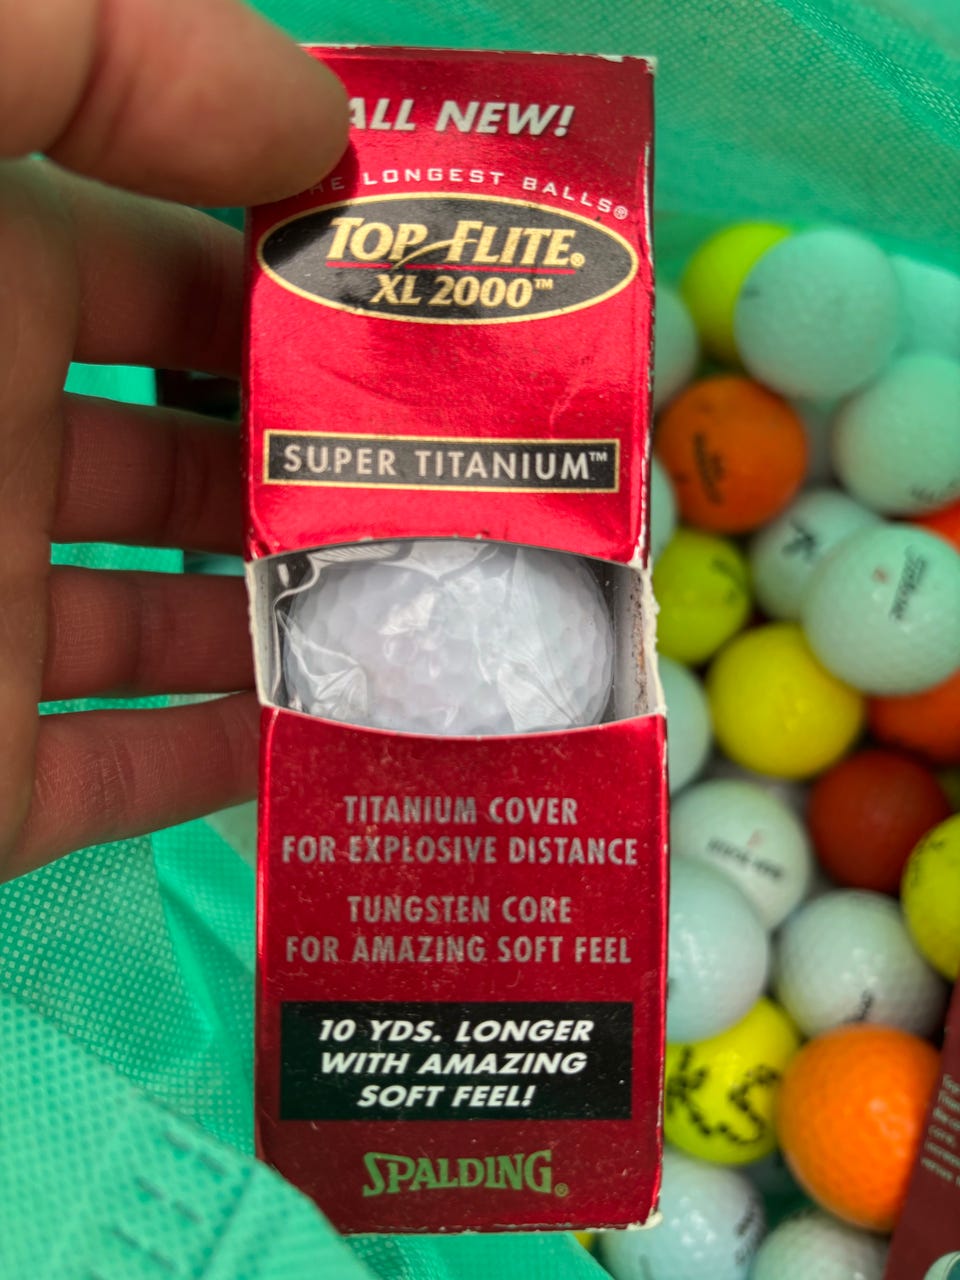 ALL NEW!
THE LONGEST BALLS®
TOP-FLITE®
XL 2000™
SUPER TITANIUM™
TITANIUM COVER
FOR EXPLOSIVE DISTANCE
TUNGSTEN CORE
FOR AMAZING SOFT FEEL
10 YDS. LONGER
WITH AMAZING
SOFT FEEL!
SPALDING®